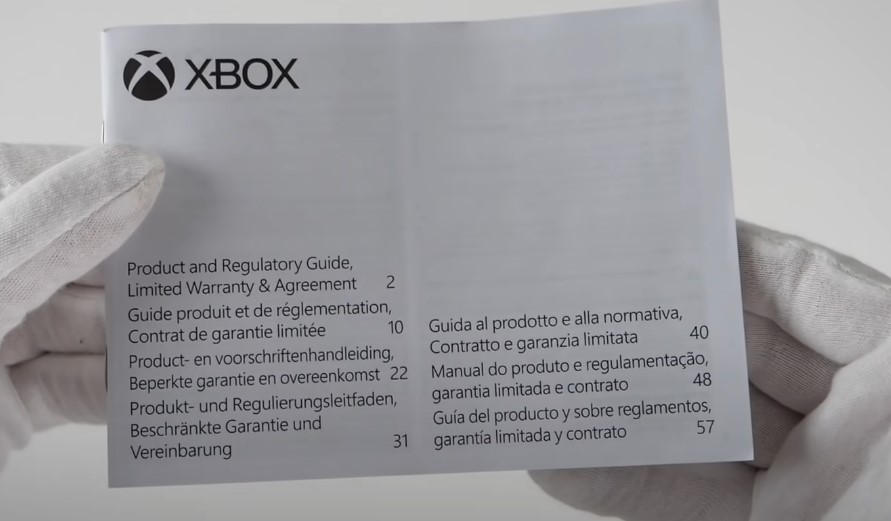 XBOX
Product and Regulatory Guide,
Limited Warranty & Agreement 2
Guide produit et de réglementation,
Contrat de garantie limitée 10
Product- en voorschriftenhandleiding,
Beperkte garantie en overeenkomst 22
Produkt- und Regulierungsleitfaden,
Beschränkte Garantie und
Vereinbarung 31
Guida al prodotto e alla normativa,
Contratto e garanzia limitata 40
Manual do produto e regulamentação,
garantia limitada e contrato 48
Guía del producto y sobre reglamentos,
garantía limitada y contrato 57